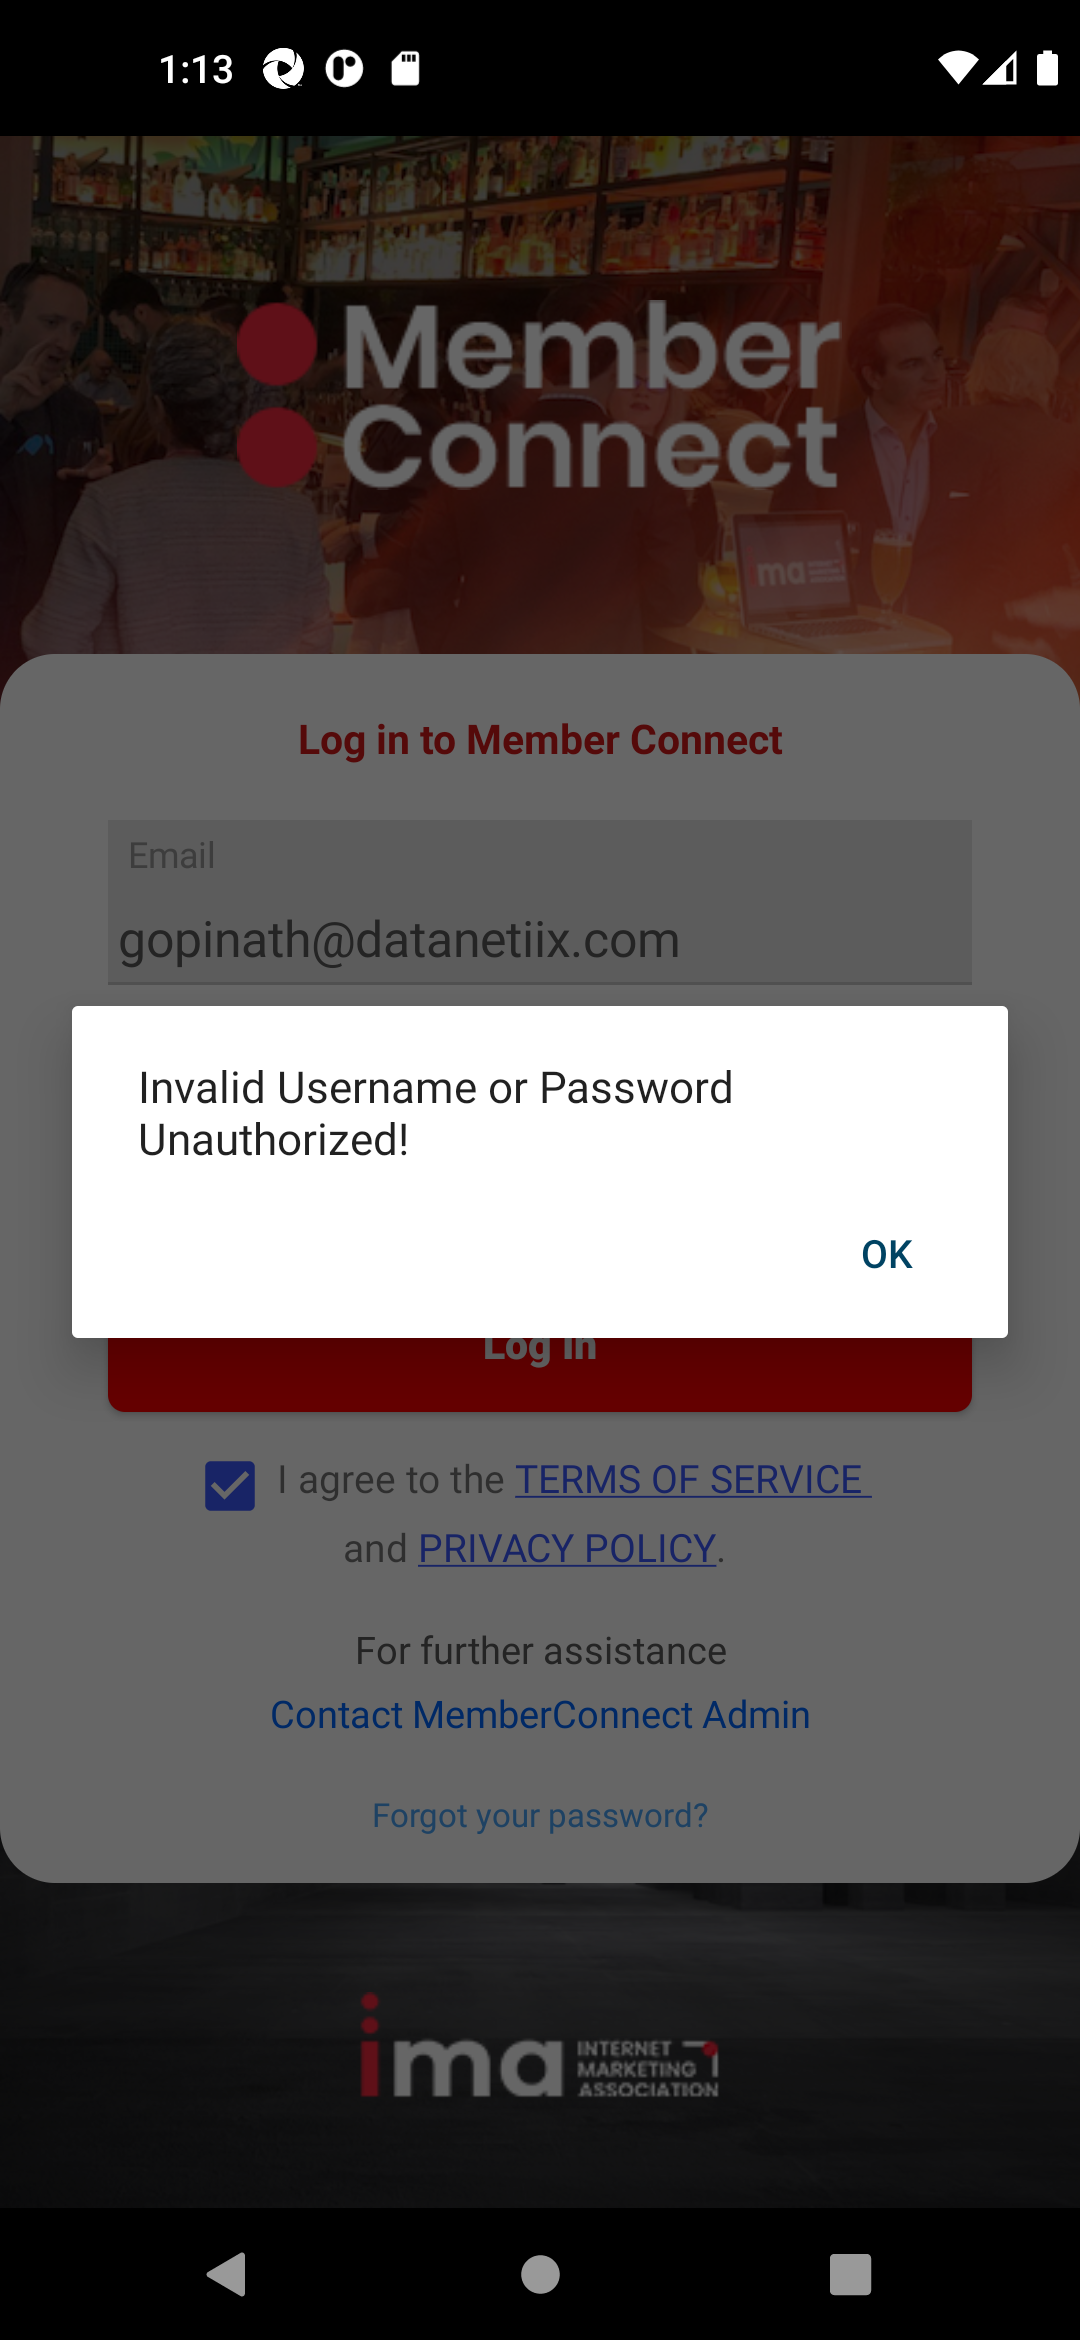 1:13
Member
Connect
ima
Log in to Member Connect
Email
gopinath@datanetiix.com
Invalid Username or Password
Unauthorized!
OK
Log in
I agree to the TERMS OF SERVICE
and PRIVACY POLICY.
For further assistance
Contact MemberConnect Admin
Forgot your password?
ima INTERNET
MARKETING
ASSOCIATION